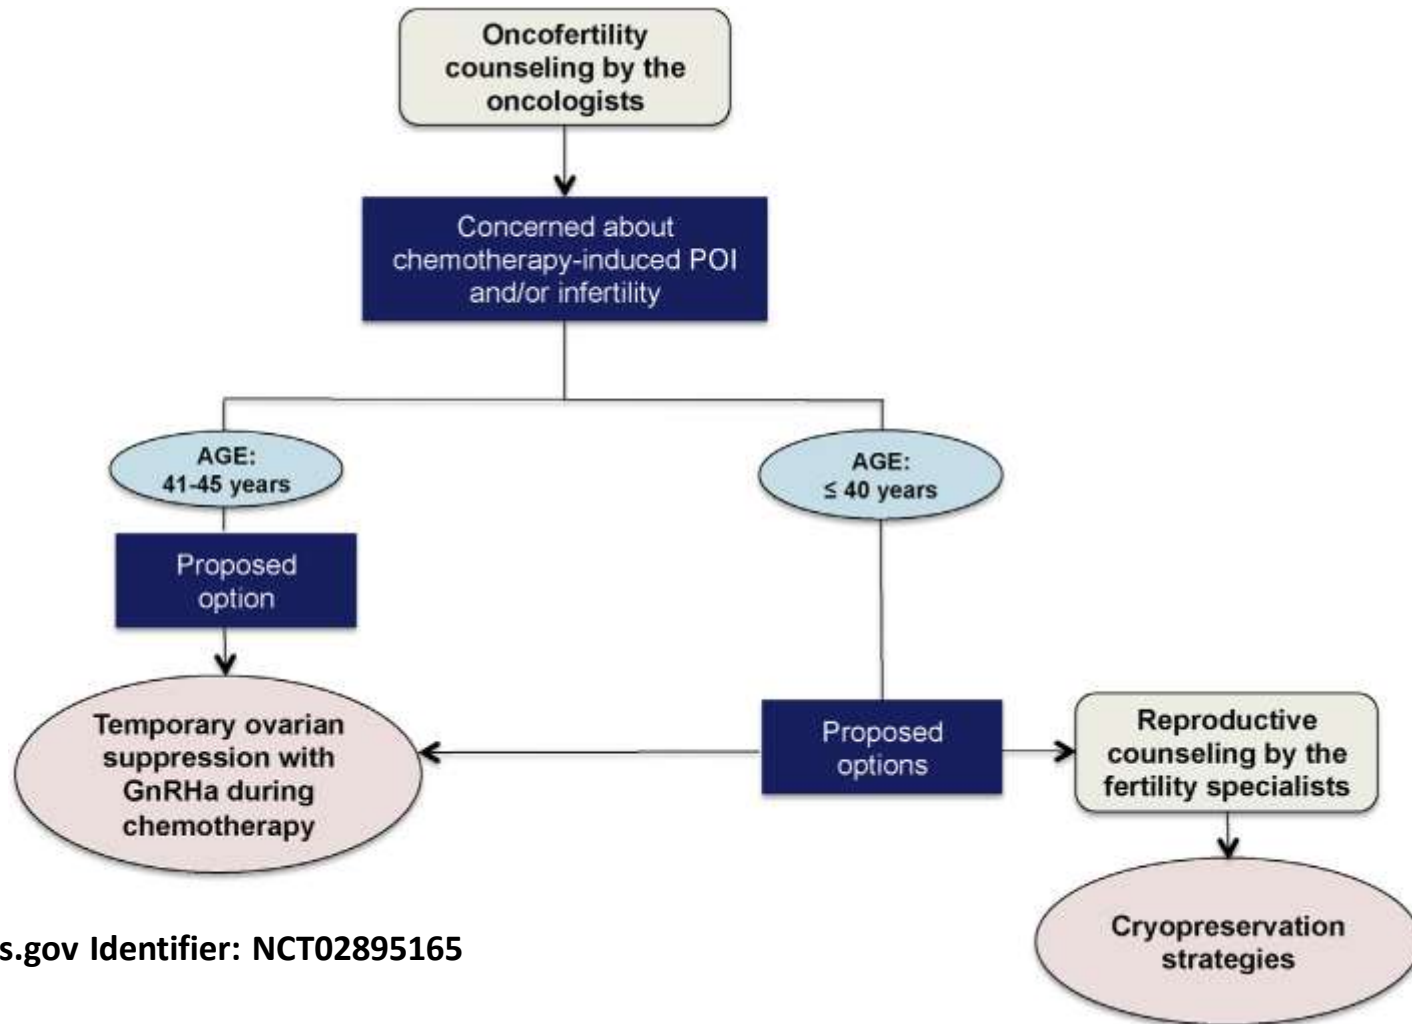 Oncofertility
counseling by the
oncologists
Concerned about
chemotherapy-induced POI
and/or infertility
AGE:
41-45 years
AGE:
≤ 40 years
Proposed
option
Temporary ovarian
suppression with
GnRHa during
chemotherapy
Proposed
options
Reproductive
counseling by the
fertility specialists
Cryopreservation
strategies
s.gov Identifier: NCT02895165